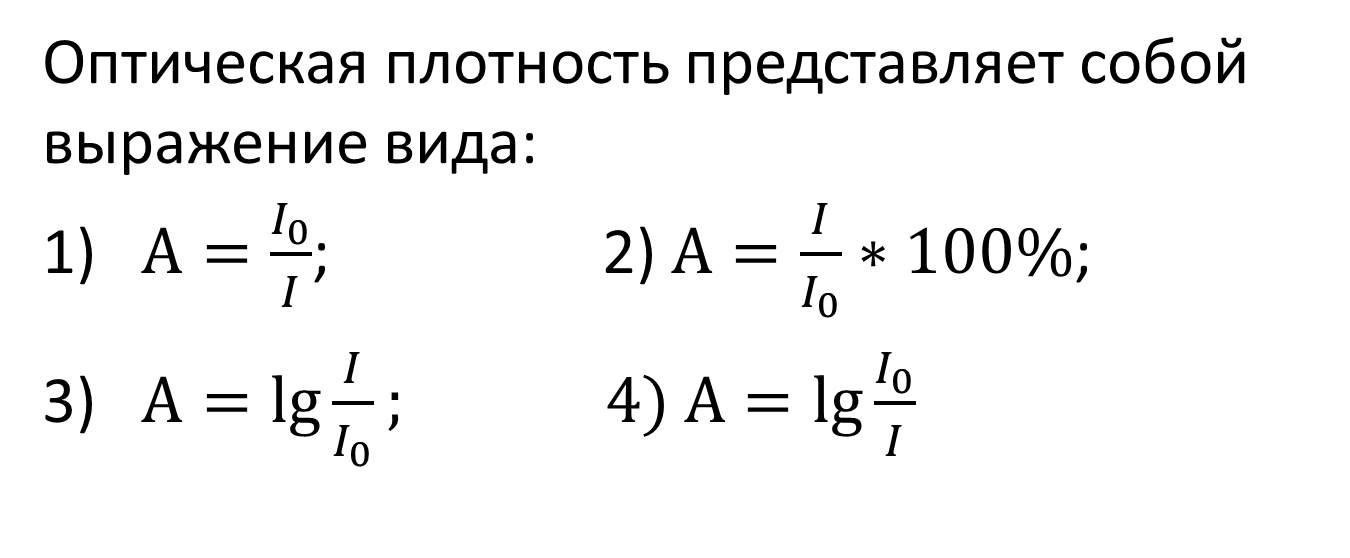 Оптическая плотность представляет собой
выражение вида:
1) A = I₀/I; 2) A = I/I₀ * 100%;
3) A = lg I/I₀; 4) A = lg I₀/I